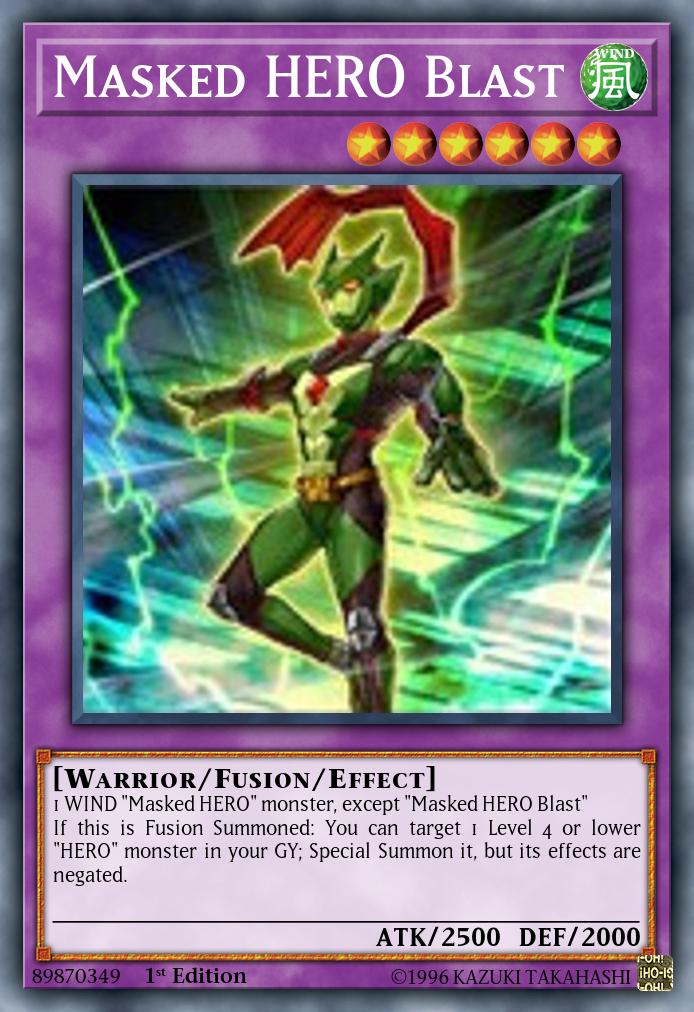 Masked HERO Blast
WIND
風
[Warrior/Fusion/Effect]
1 WIND "Masked HERO" monster, except "Masked HERO Blast"
If this is Fusion Summoned: You can target 1 Level 4 or lower
"HERO" monster in your GY; Special Summon it, but its effects are
negated.
ATK/2500 DEF/2000
89870349 1st Edition ©1996 KAZUKI TAKAHASHI